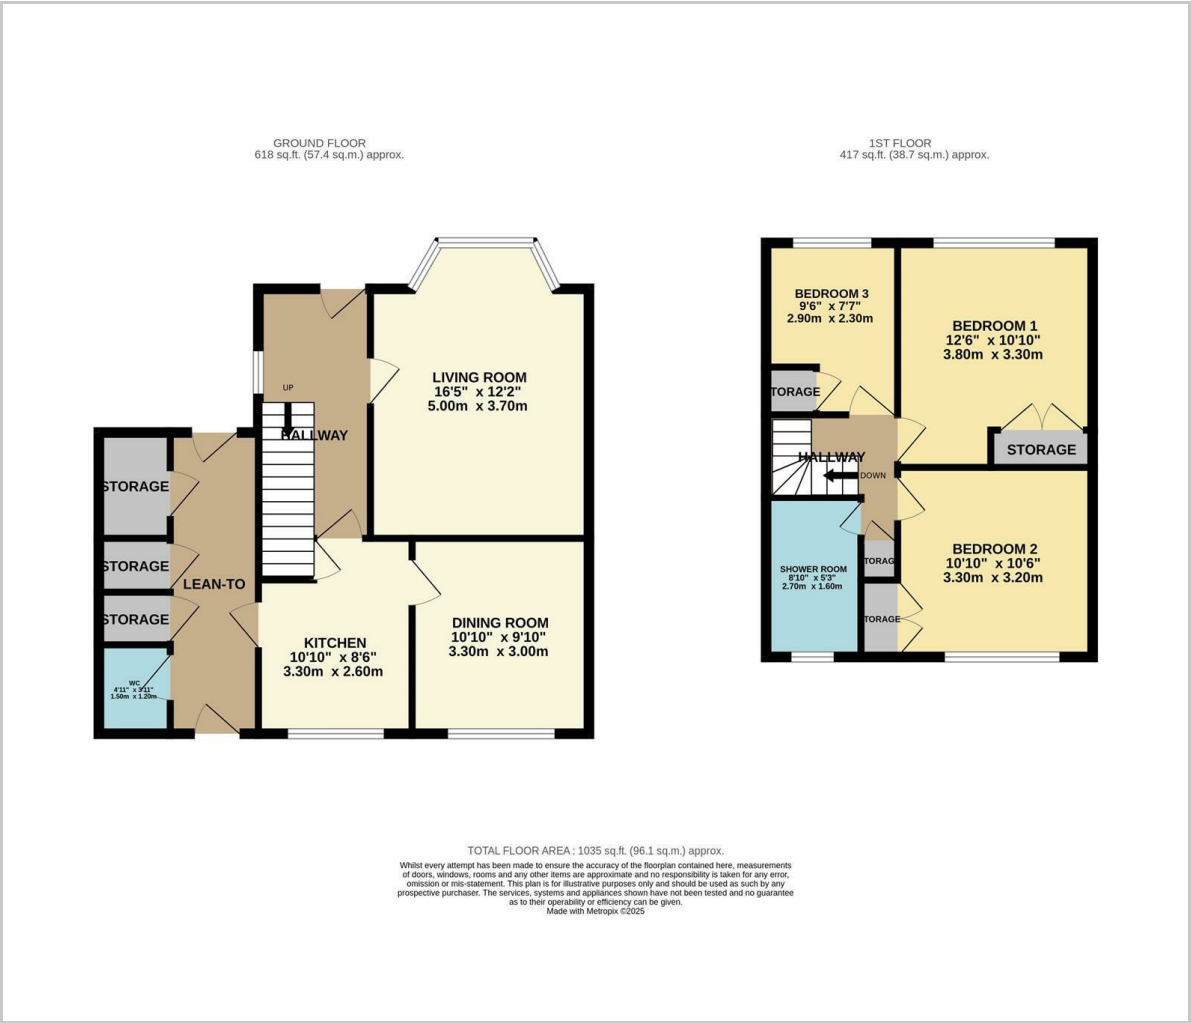 GROUND FLOOR
618 sq.ft. (57.4 sq.m.) approx.
1ST FLOOR
417 sq.ft. (38.7 sq.m.) approx.
UP
HALLWAY
LIVING ROOM
16'5" x 12'2"
5.00m x 3.70m
STORAGE
STORAGE
STORAGE
LEAN-TO
WC
4'11" x 3'11"
1.50m x 1.20m
KITCHEN
10'10" x 8'6"
3.30m x 2.60m
DINING ROOM
10'10" x 9'10"
3.30m x 3.00m
BEDROOM 3
9'6" x 7'7"
2.90m x 2.30m
BEDROOM 1
12'6" x 10'10"
3.80m x 3.30m
TORAGE
STORAGE
HALLWAY
DOWN
SHOWER ROOM
8'10" x 5'3"
2.70m x 1.60m
TORAG
TORAGE
BEDROOM 2
10'10" x 10'6"
3.30m x 3.20m
TOTAL FLOOR AREA : 1035 sq.ft. (96.1 sq.m.) approx.
Whilst every attempt has been made to ensure the accuracy of the floorplan contained here, measurements
of doors, windows, rooms and any other items are approximate and no responsibility is taken for any error,
omission or mis-statement. This plan is for illustrative purposes only and should be used as such by any
prospective purchaser. The services, systems and appliances shown have not been tested and no guarantee
as to their operability or efficiency can be given.
Made with Metropix ©2025